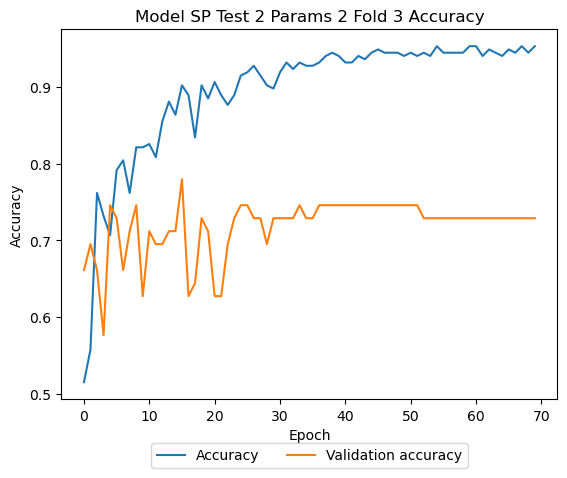 Model SP Test 2 Params 2 Fold 3 Accuracy
0.9
0.8
0.7
0.6
0.5
Accuracy
0 10 20 30 40 50 60 70
Epoch
Accuracy Validation accuracy